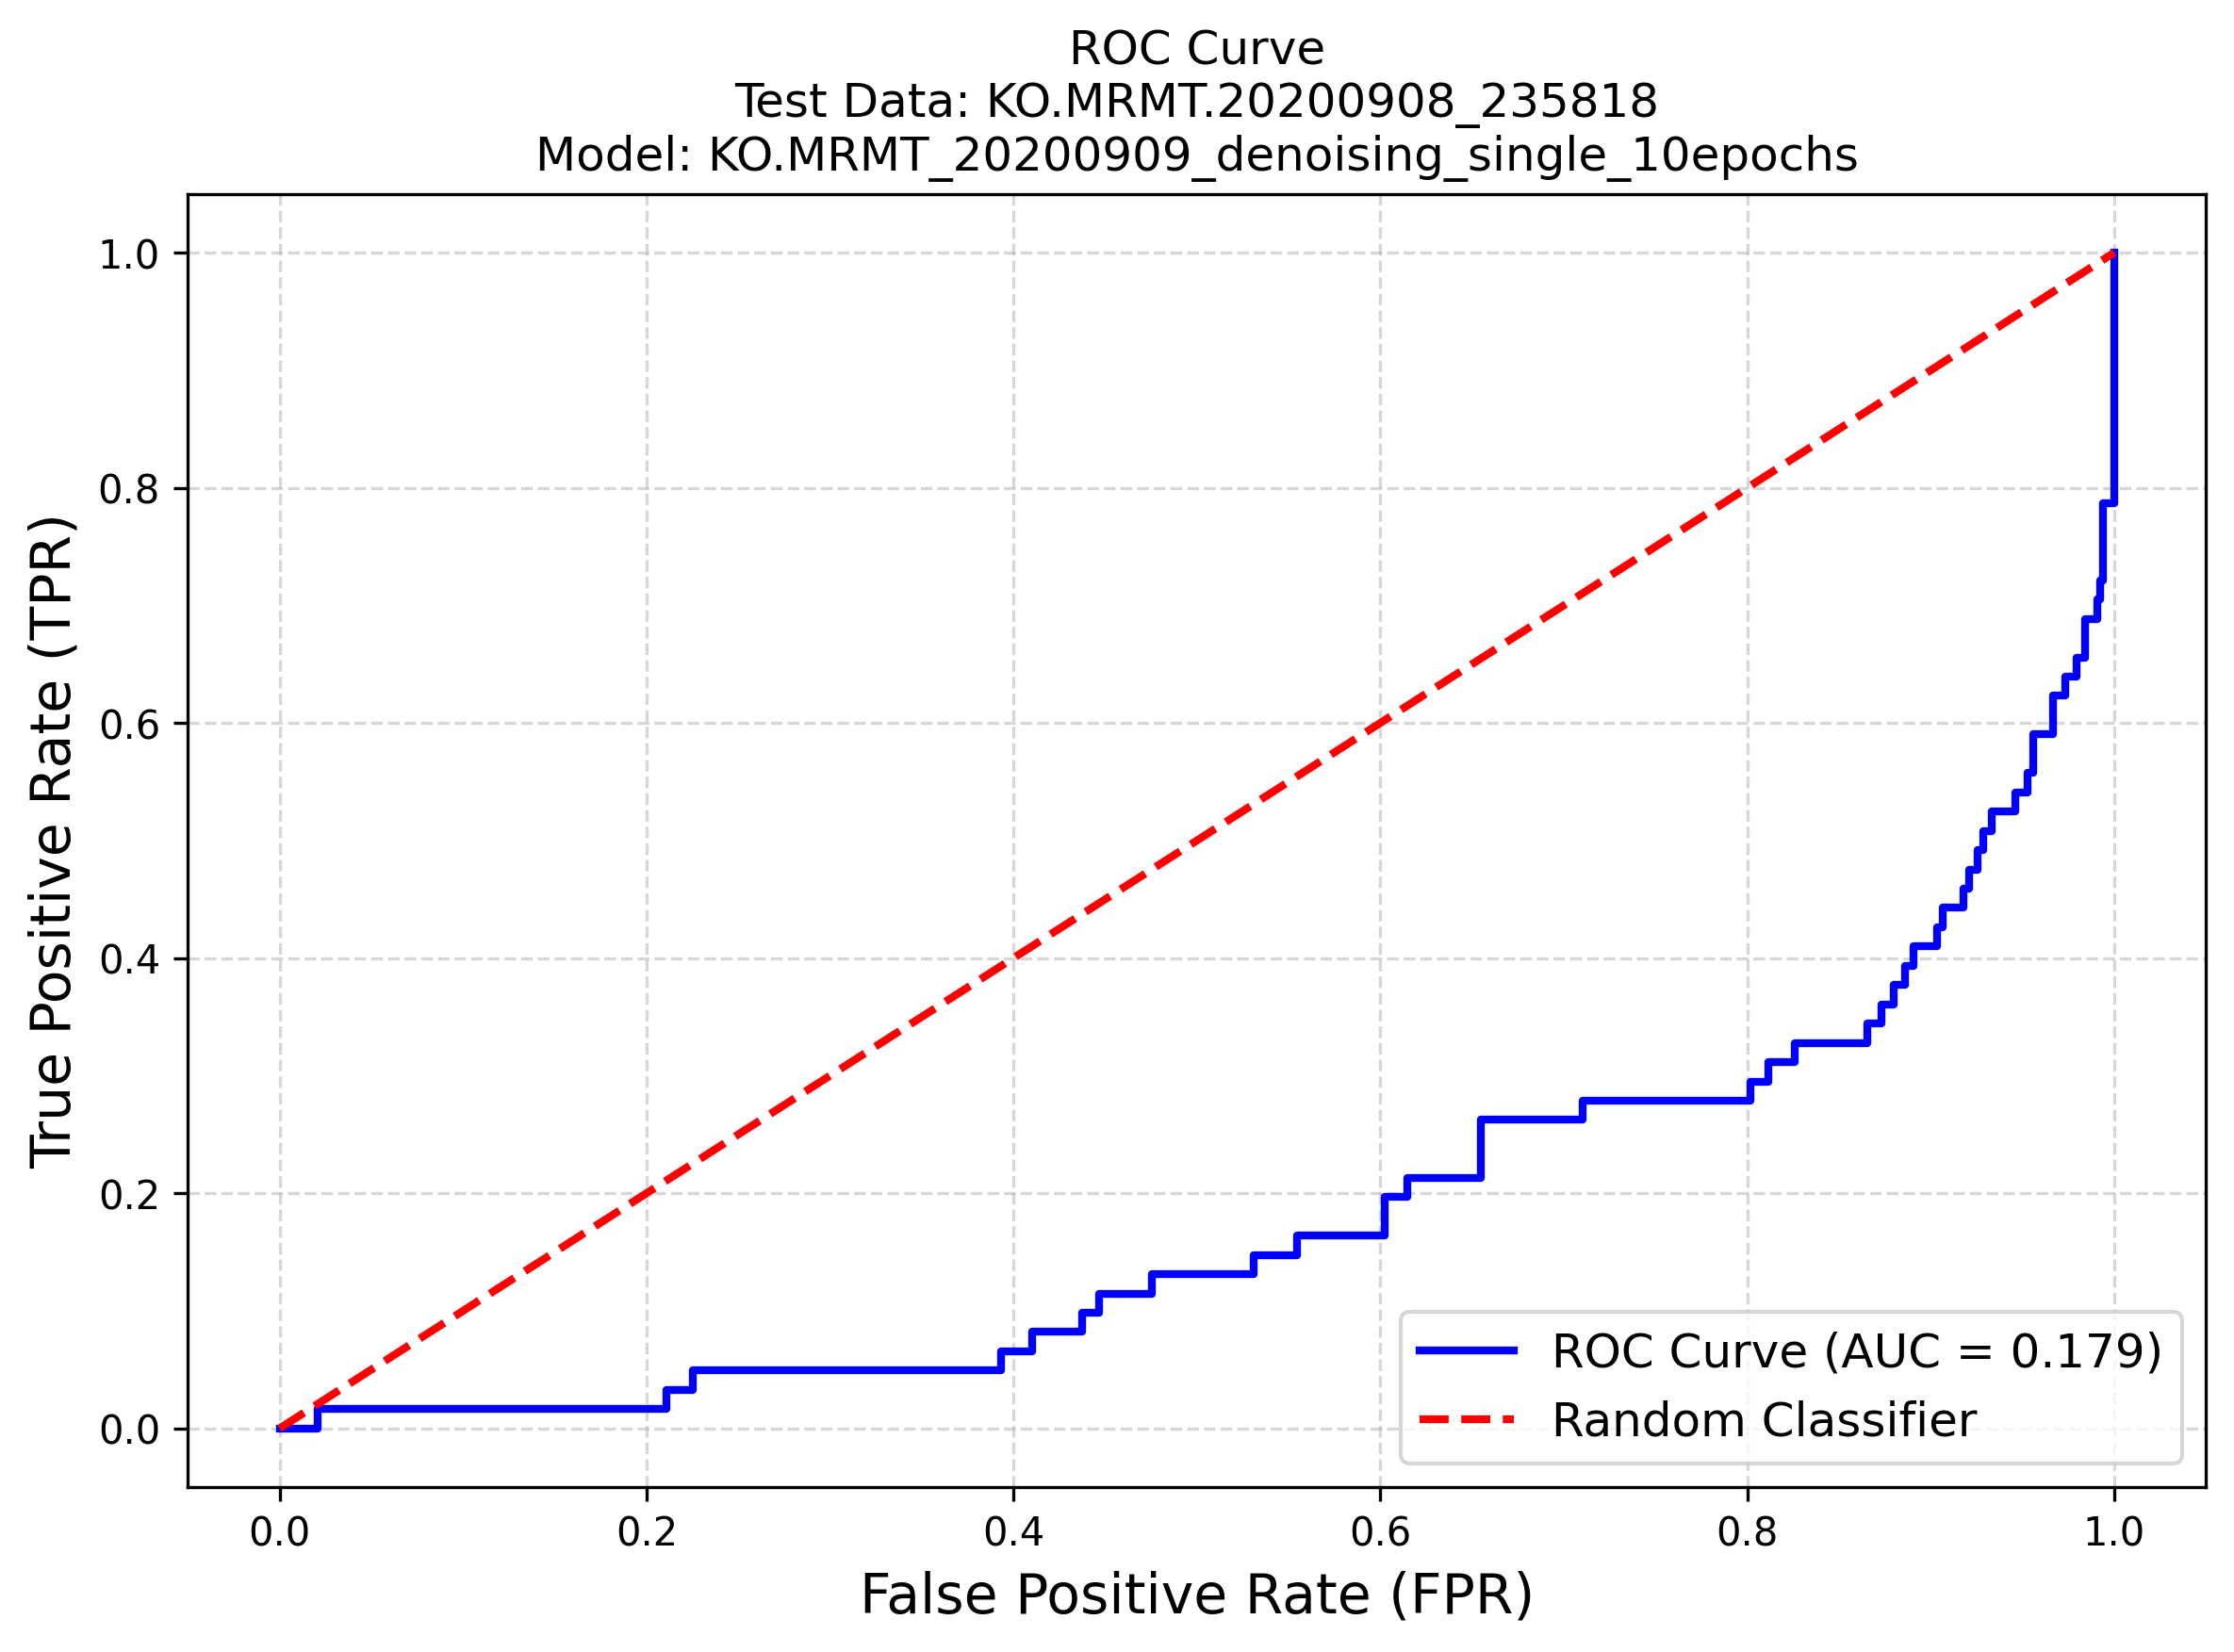 ROC Curve
Test Data: KO.MRMT.20200908_235818
Model: KO.MRMT_20200909_denoising_single_10epochs
True Positive Rate (TPR)
1.0
0.8
0.6
0.4
0.2
0.0
ROC Curve (AUC = 0.179)
Random Classifier
0.0 0.2 0.4 0.6 0.8 1.0
False Positive Rate (FPR)